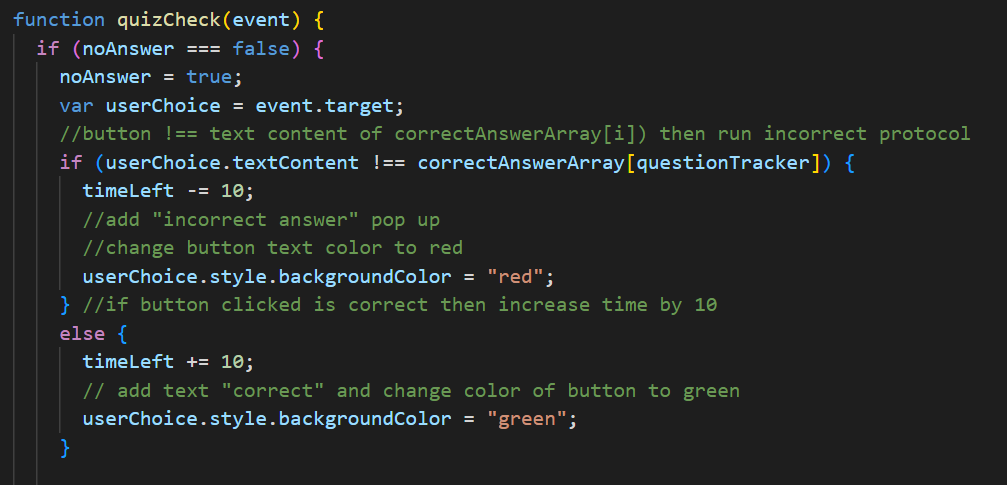 function quizCheck(event) {
if (noAnswer === false) {
noAnswer = true;
var userChoice = event.target;
//button !== text content of correctAnswerArray[i]) then run incorrect protocol
if (userChoice.textContent !== correctAnswerArray[questionTracker]) {
timeLeft -= 10;
//add "incorrect answer" pop up
//change button text color to red
userChoice.style.backgroundColor = "red";
} //if button clicked is correct then increase time by 10
else {
timeLeft += 10;
// add text "correct" and change color of button to green
userChoice.style.backgroundColor = "green";
}